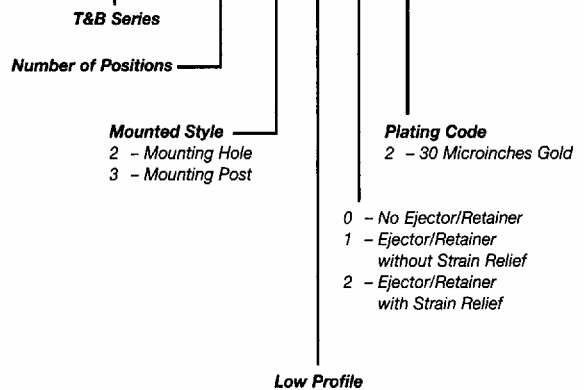 T&B Series
Number of Positions
Mounted Style
2 – Mounting Hole
3 – Mounting Post
Plating Code
2 – 30 Microinches Gold
0 – No Ejector/Retainer
1 – Ejector/Retainer
without Strain Relief
2 – Ejector/Retainer
with Strain Relief
Low Profile